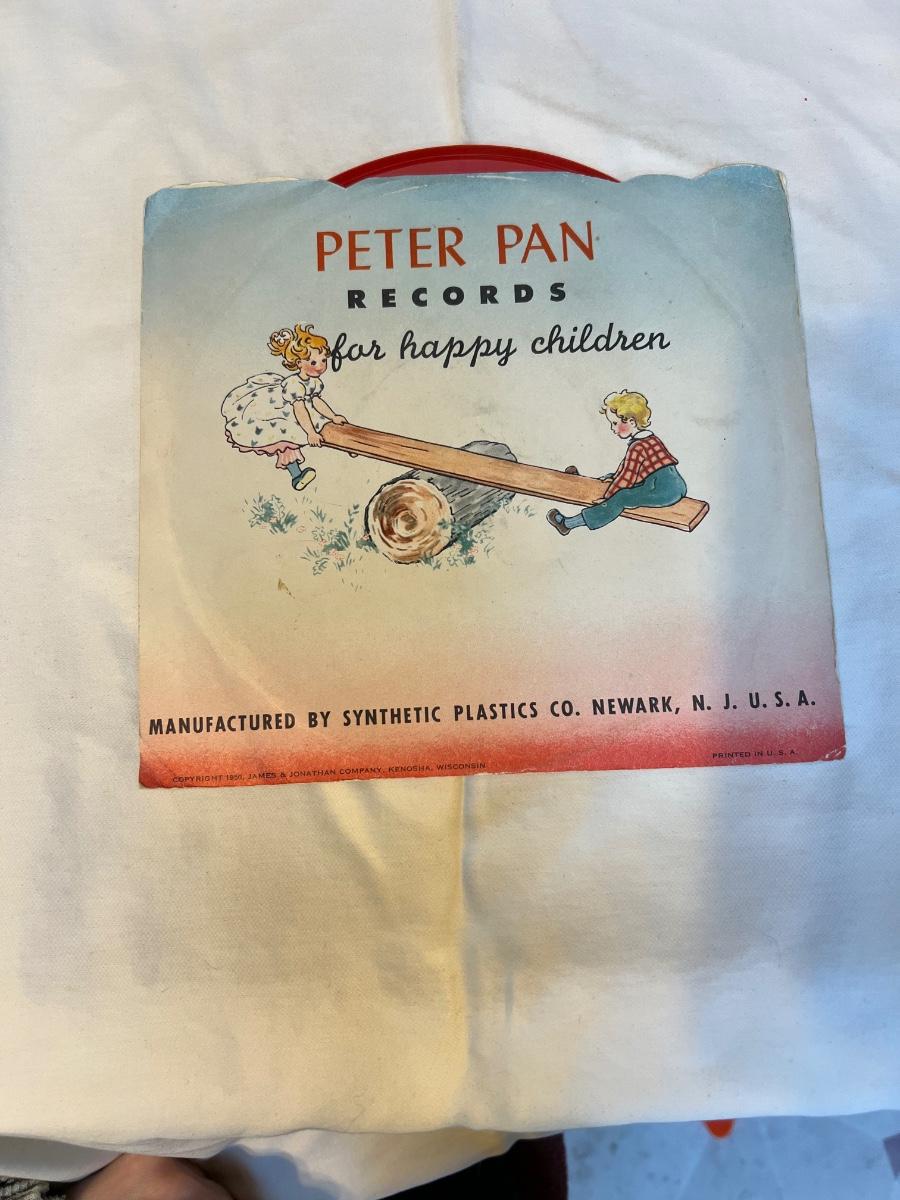 PETER PAN
RECORDS
for happy children
MANUFACTURED BY SYNTHETIC PLASTICS CO. NEWARK, N. J. U. S. A.
COPYRIGHT 1950, JAMES & JONATHAN COMPANY, KENOSHA, WISCONSIN
PRINTED IN U. S. A.